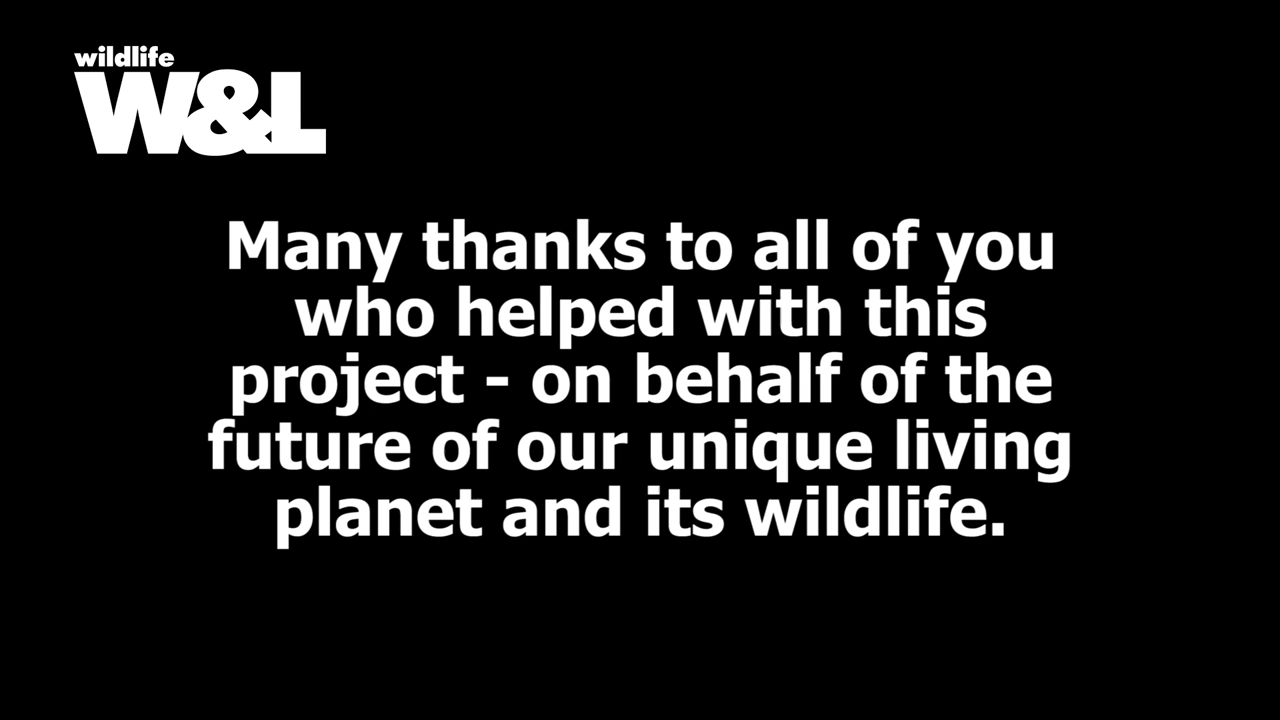 wildlife
W&L
Many thanks to all of you
who helped with this
project - on behalf of the
future of our unique living
planet and its wildlife.